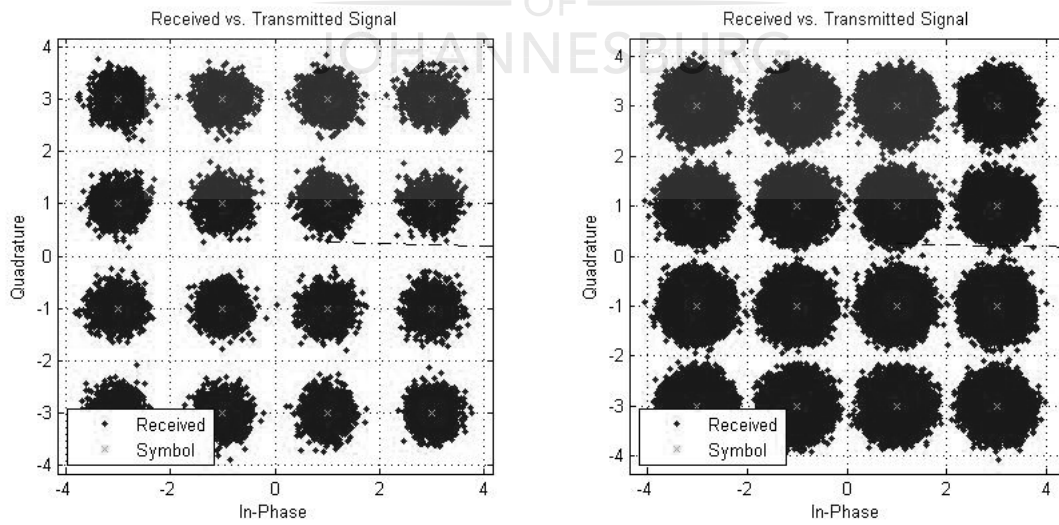 OF
JOHANNESBURG
Received vs. Transmitted Signal
4
3
2
1
0
-1
-2
-3
-4
Quadrature
Received
Symbol
-4
-2
0
2
4
In-Phase
Received vs. Transmitted Signal
4
3
2
1
0
-1
-2
-3
-4
Quadrature
Received
Symbol
-4
-2
0
2
4
In-Phase